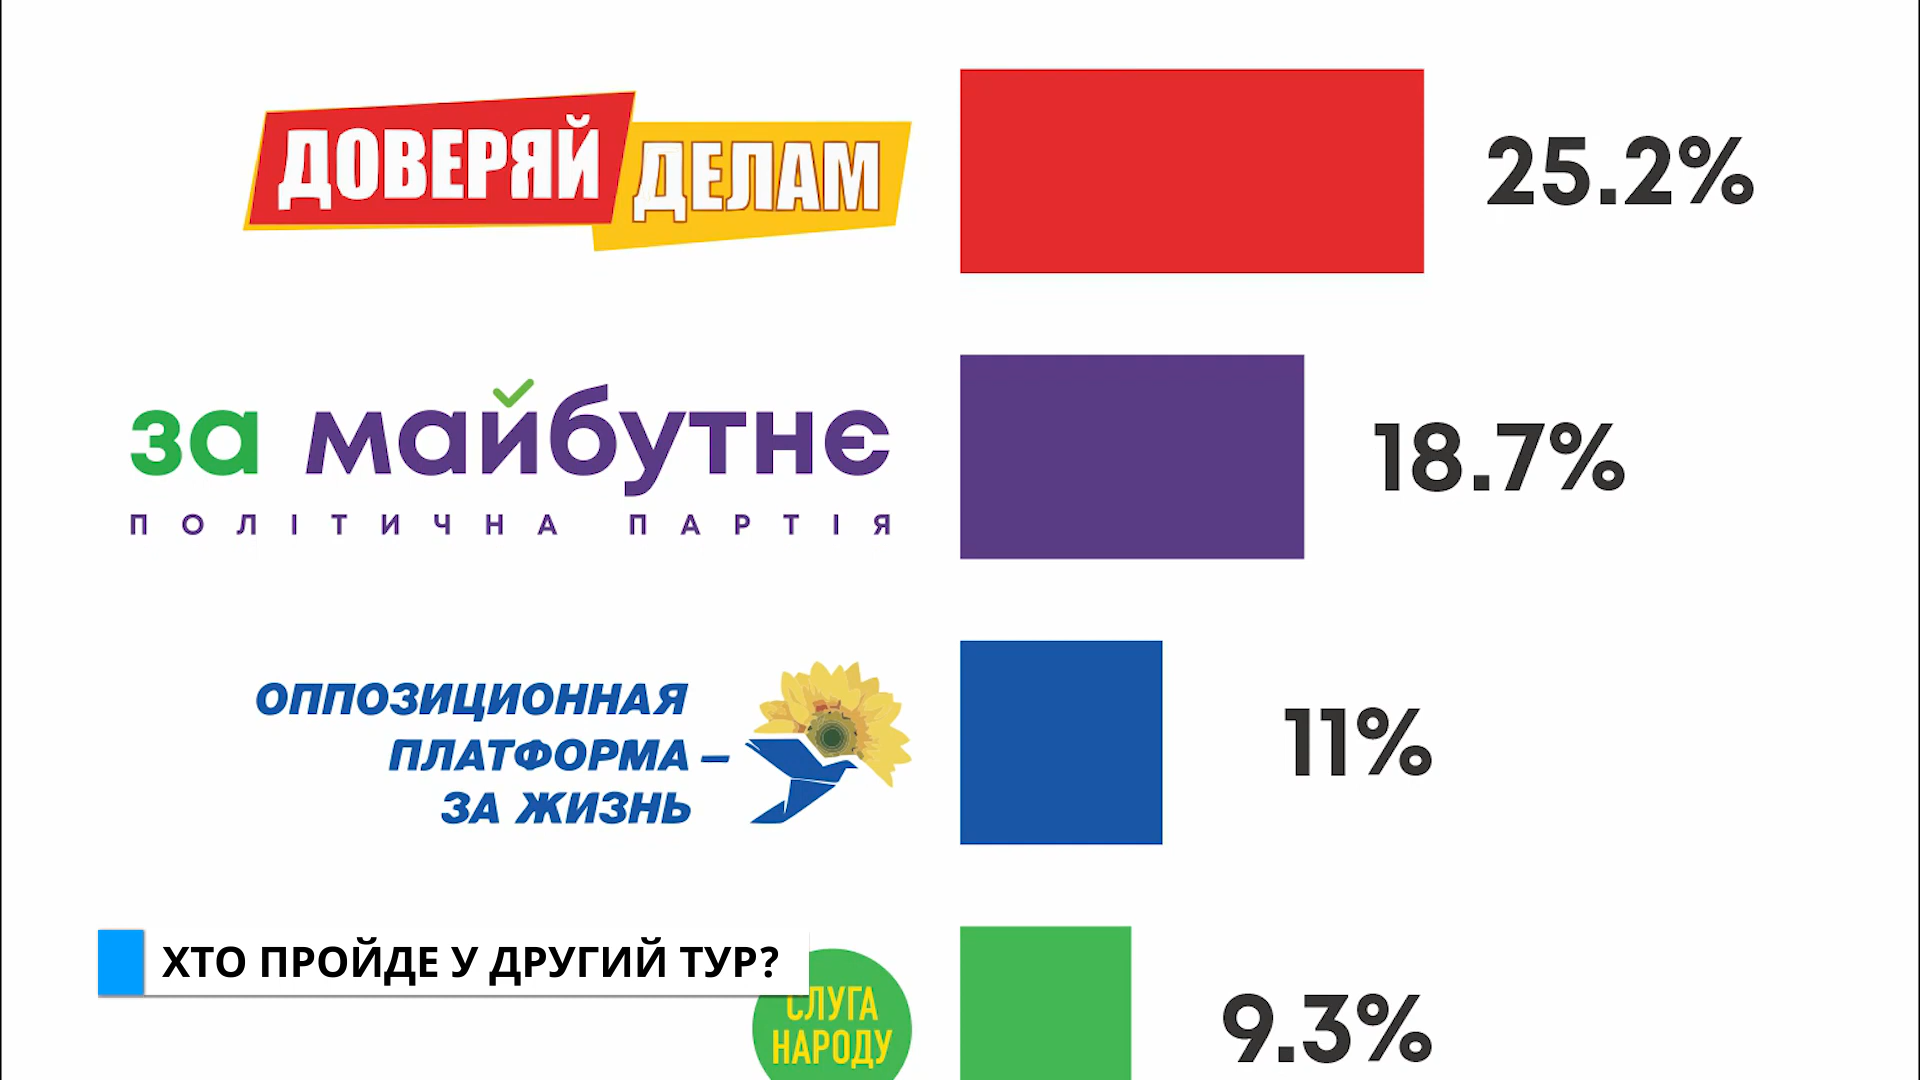 ДОВЕРЯЙ ДЕЛАМ
25.2%
за майбутнє
ПОЛІТИЧНА ПАРТІЯ
18.7%
ОППОЗИЦИОННАЯ
ПЛАТФОРМА –
ЗА ЖИЗНЬ
11%
ХТО ПРОЙДЕ У ДРУГИЙ ТУР?
СЛУГА
НАРОДУ
9.3%